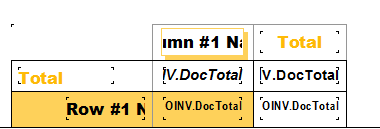 umn #1 Na Total
Total V.DocTotal V.DocTotal
Row #1 N OINV.DocTotal OINV.DocTotal